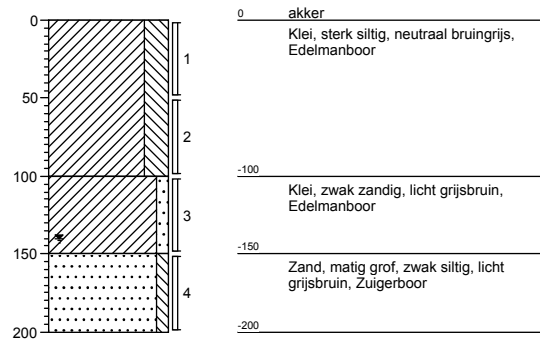 0
50
100
150
200
1
2
3
4
0 akker
Klei, sterk siltig, neutraal bruingrijs,
Edelmanboor
-100
Klei, zwak zandig, licht grijsbruin,
Edelmanboor
-150
Zand, matig grof, zwak siltig, licht
grijsbruin, Zuigerboor
-200